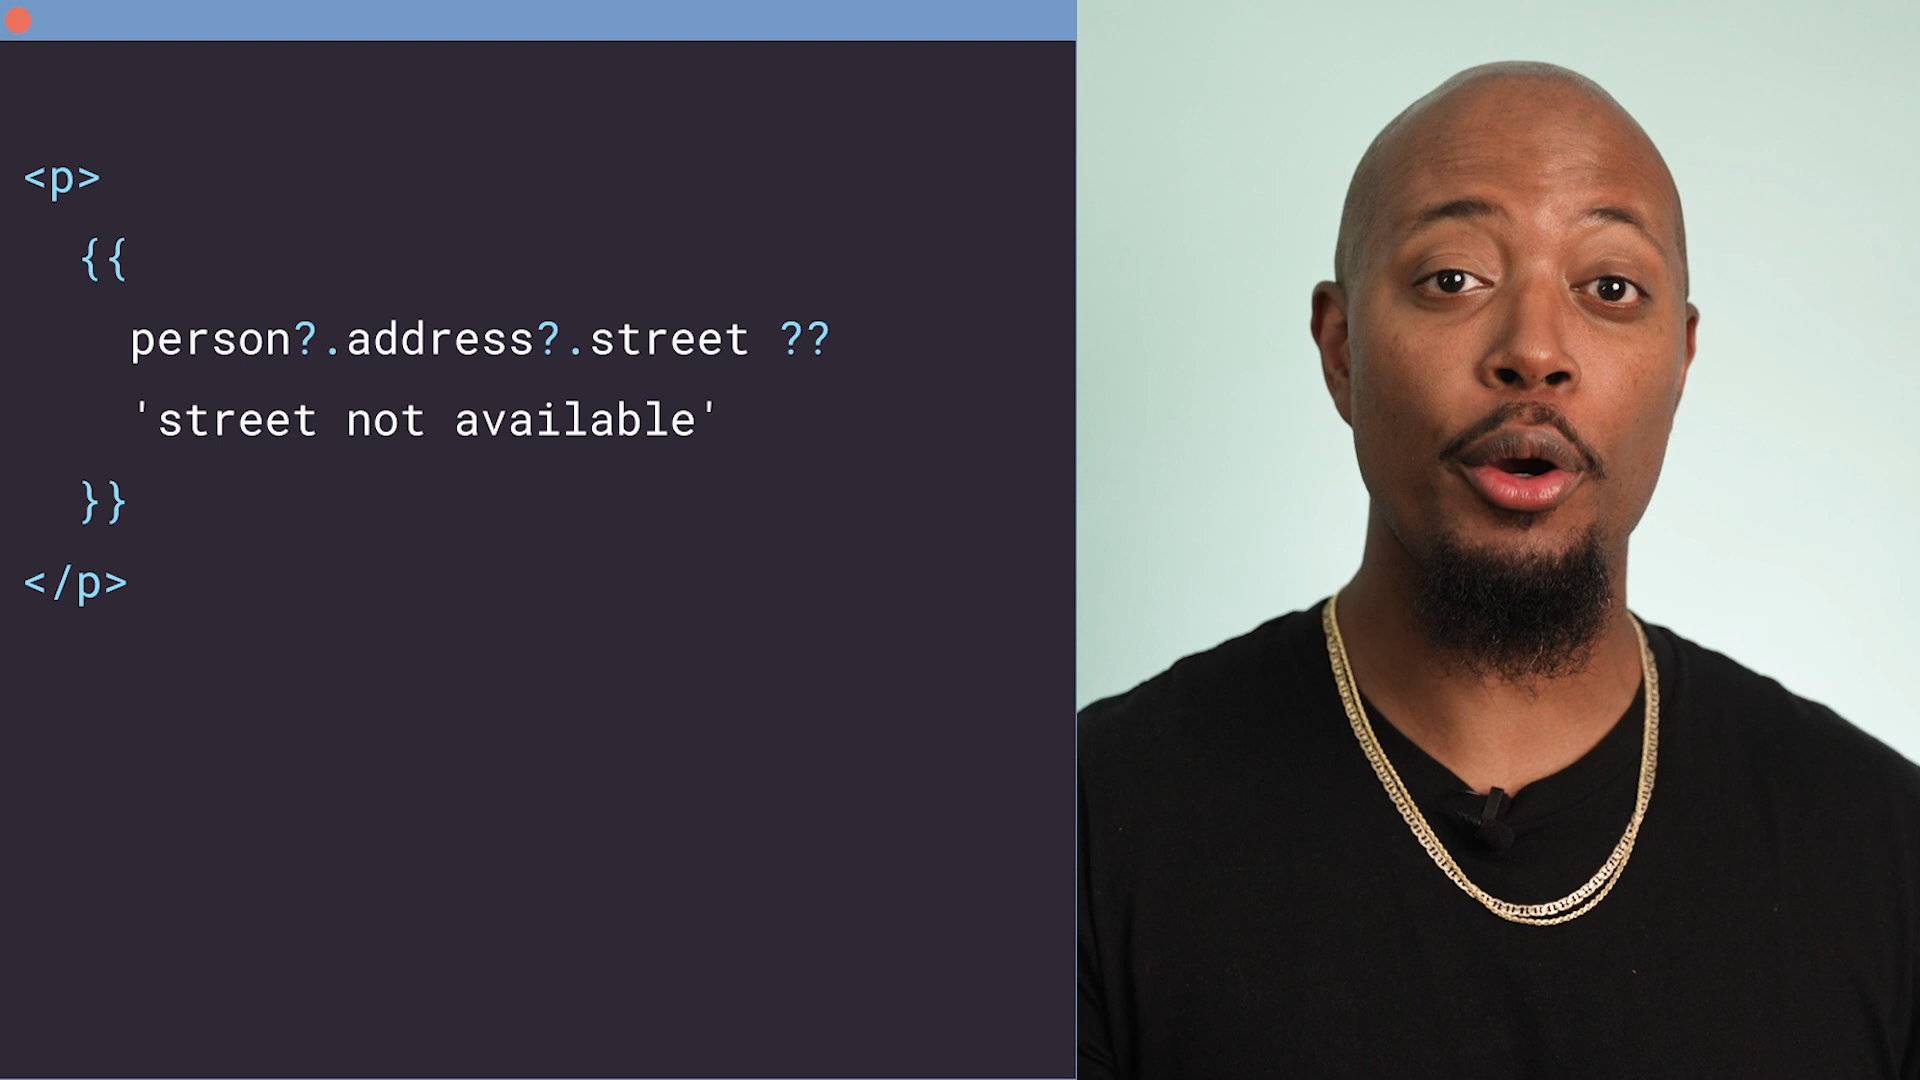 <p>
{{
person?.address?.street ??
'street not available'
}}
</p>